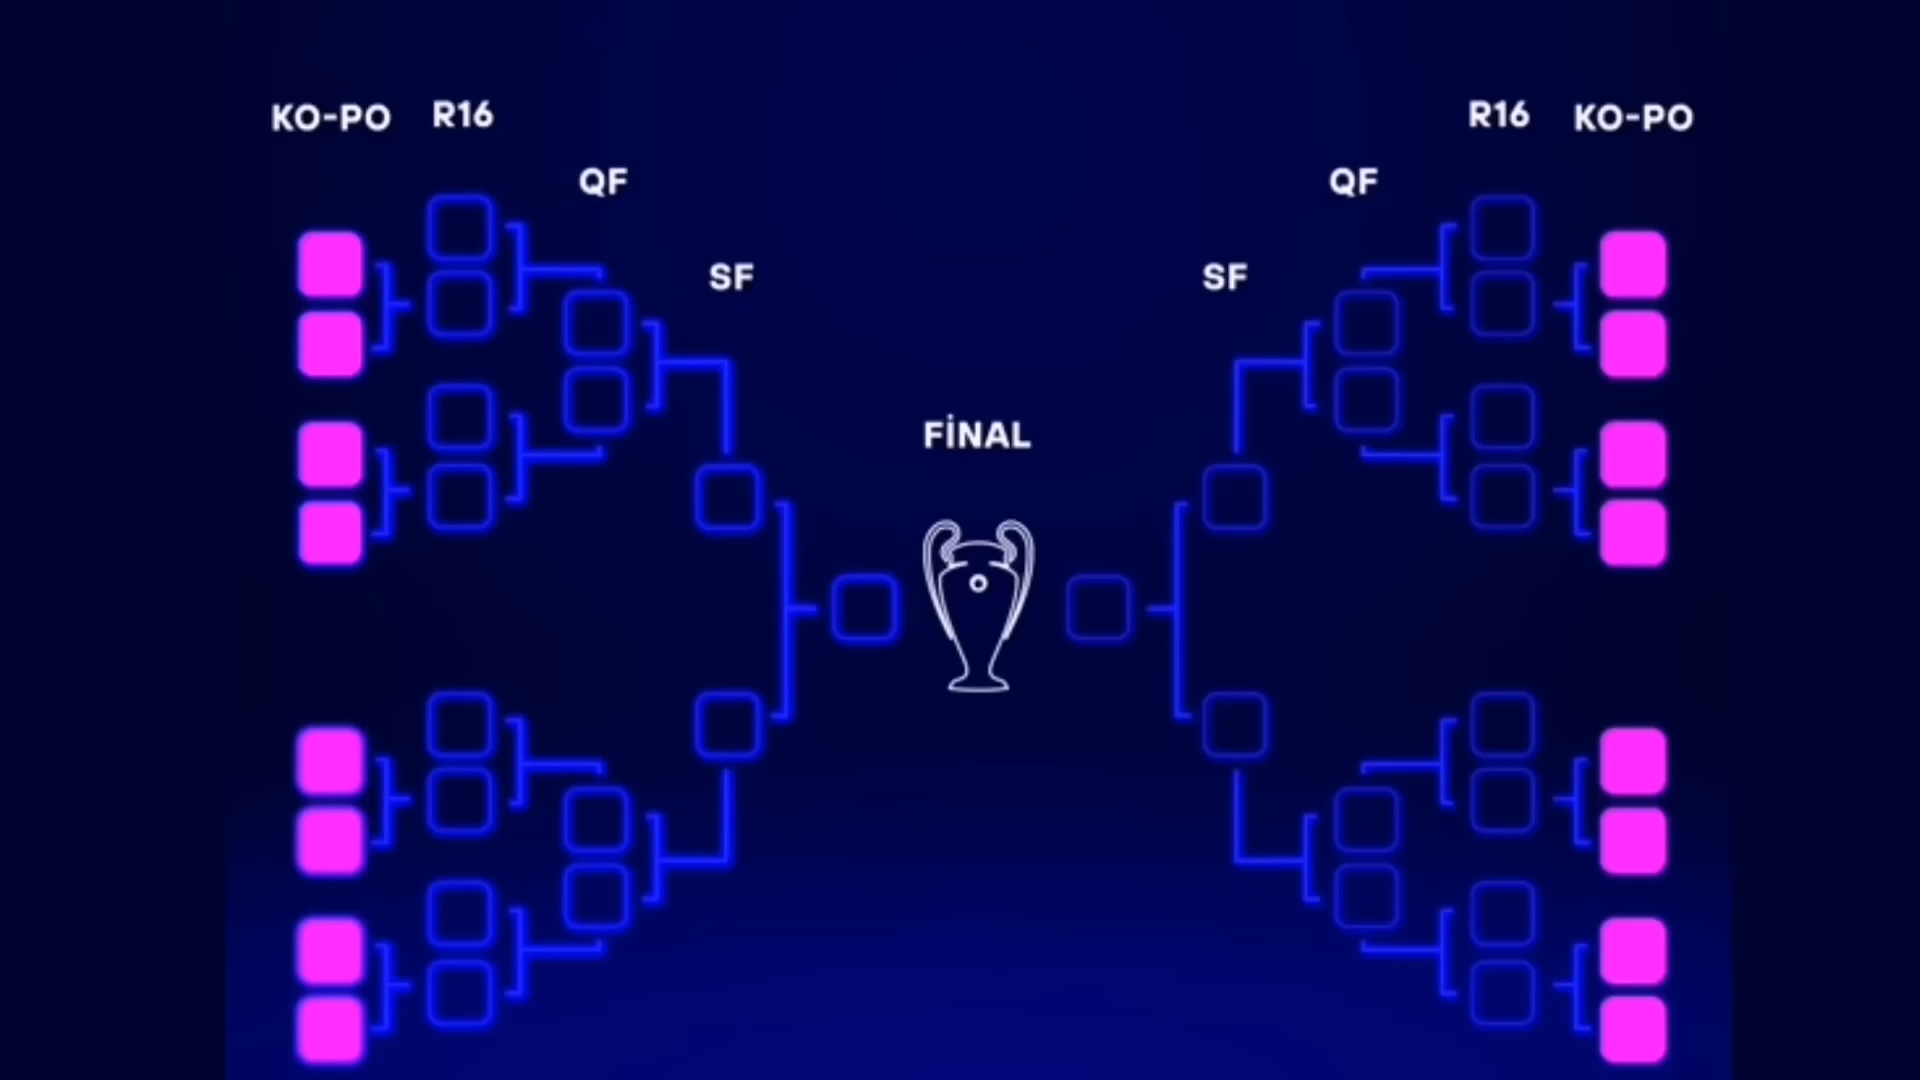 KO-PO R16 R16 KO-PO
QF QF
SF SF
FİNAL